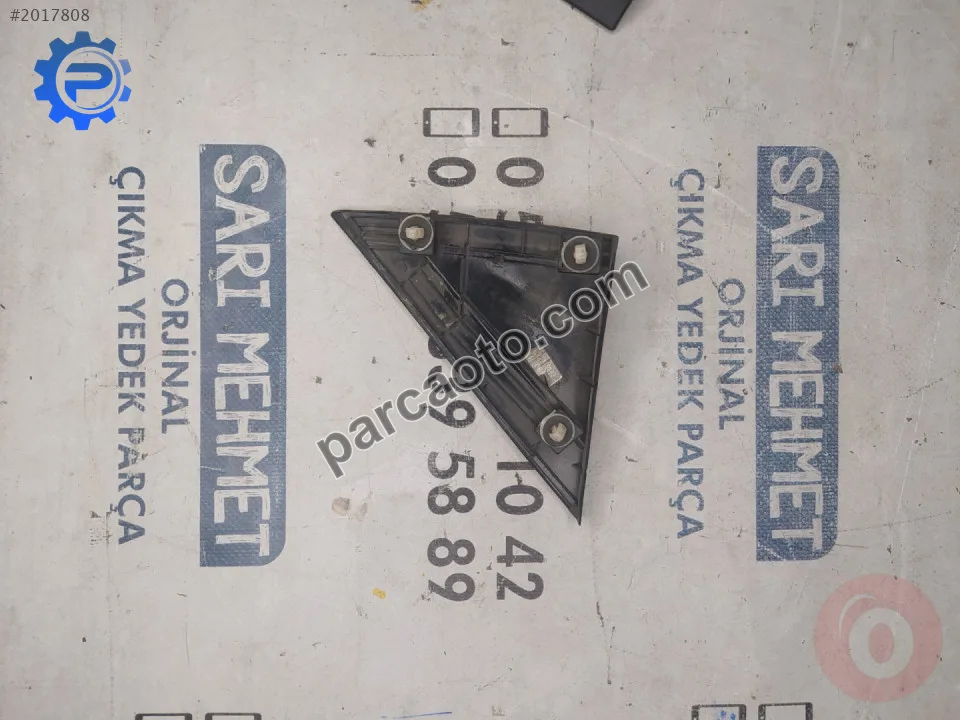 #2017808
P
SARI MEHMET
ORJİNAL
ÇIKMA YEDEK PARÇA
SARI MEHMET
ORJİNAL
ÇIKMA YEDEK PARÇA
10 42
9 58 89
parcaoto.com
O